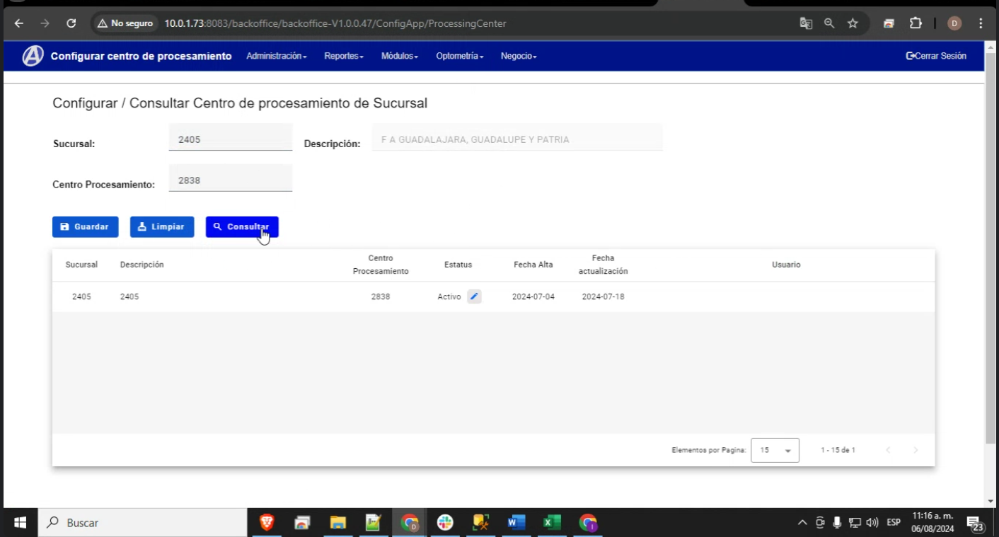 No seguro 10.0.1.73:8083/backoffice/backoffice-V1.0.0.47/ConfigApp/ProcessingCenter D
A Configurar centro de procesamiento Administración Reportes Módulos Optometría Negocio Cerrar Sesión
Configurar / Consultar Centro de procesamiento de Sucursal
Sucursal: 2405 Descripción: F A GUADALAJARA, GUADALUPE Y PATRIA
Centro Procesamiento: 2838
Guardar Limpiar Consultar
Sucursal Descripción Centro Procesamiento Estatus Fecha Alta Fecha actualización Usuario
2405 2405 2838 Activo 2024-07-04 2024-07-18
Elementos por Pagina: 15 1 - 15 de 1
Buscar ESP 11:16 a. m.
06/08/2024 23